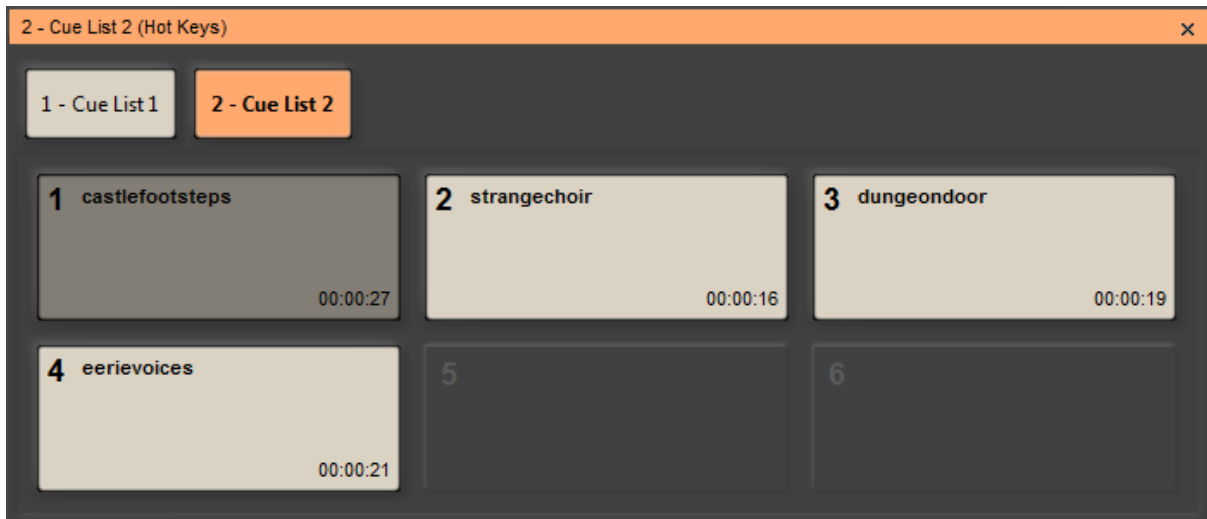 2 - Cue List 2 (Hot Keys)
1 - Cue List 1
2 - Cue List 2
1 castlefootsteps
00:00:27
2 strangechoir
00:00:16
3 dungeondoor
00:00:19
4 eerievoices
00:00:21
5
6